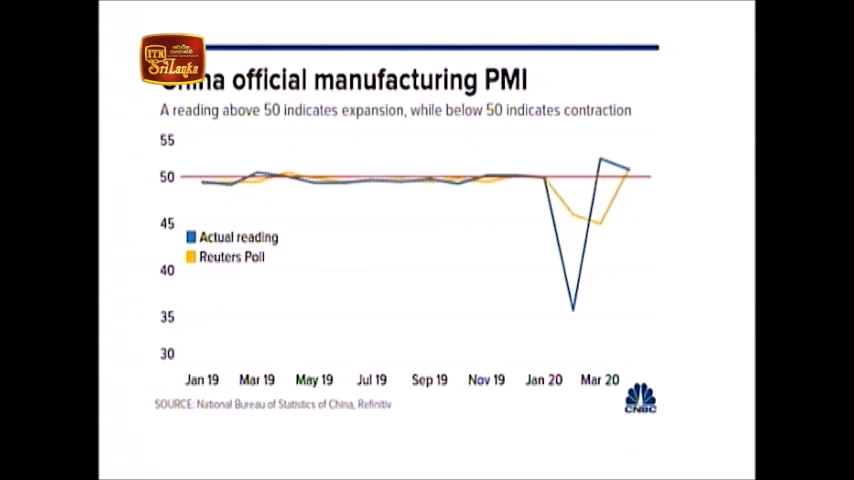 ITN
SriLanka
China official manufacturing PMI
A reading above 50 indicates expansion, while below 50 indicates contraction
55
50
45
40
35
30
Actual reading
Reuters Poll
Jan 19 Mar 19 May 19 Jul 19 Sep 19 Nov 19 Jan 20 Mar 20
SOURCE: National Bureau of Statistics of China, Refinitiv
CNBC